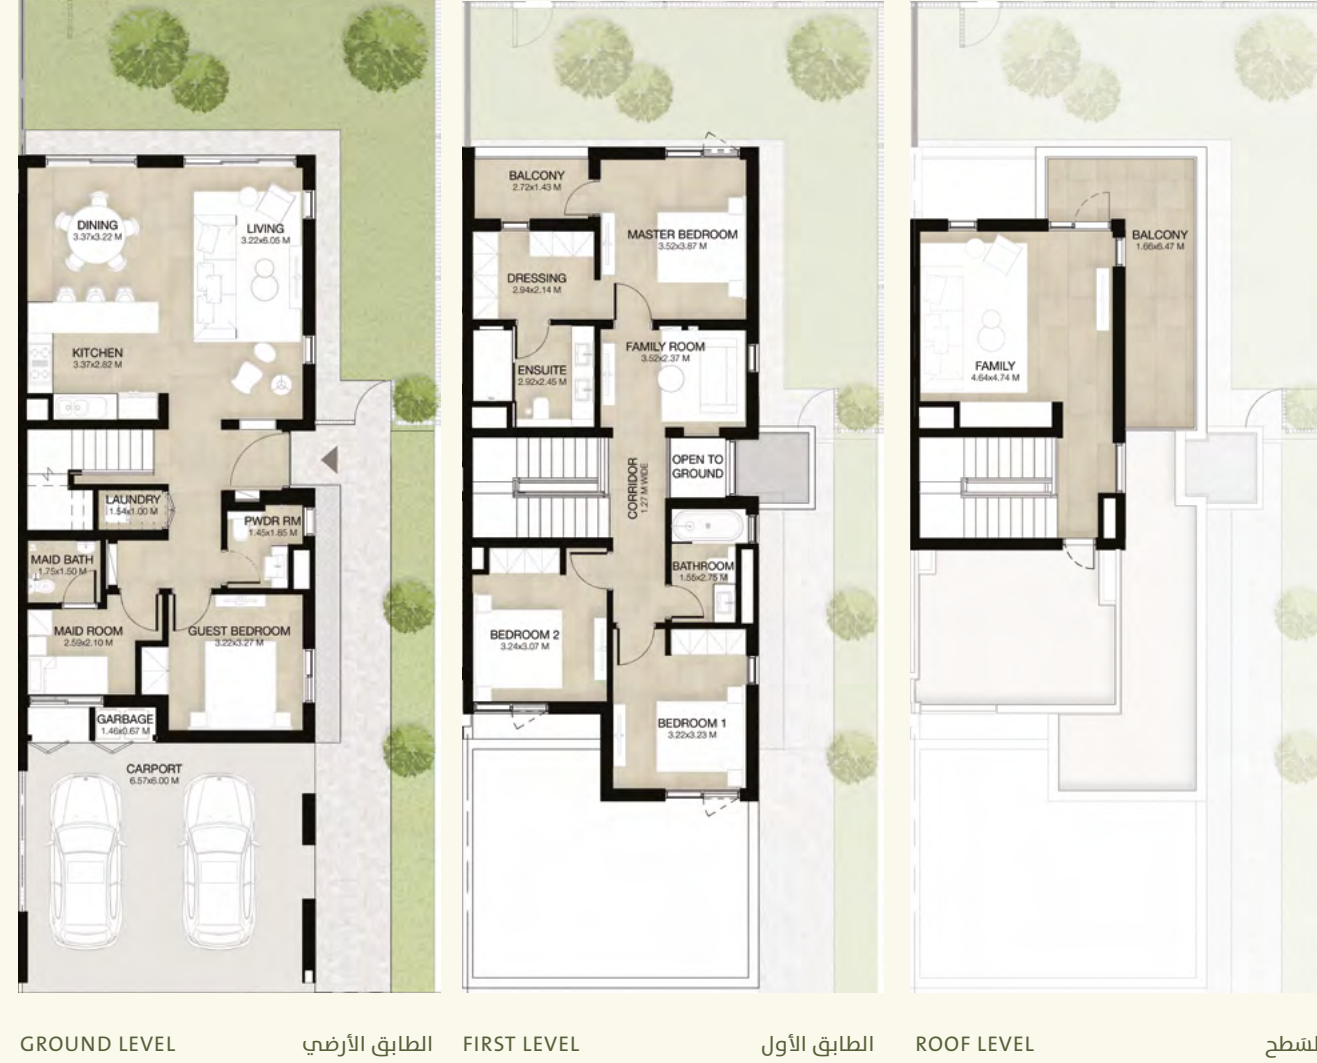 DINING
3.37x3.22 M
LIVING
3.22x6.05 M
KITCHEN
3.37x2.82 M
LAUNDRY
1.54x1.00 M
PWDR RM
1.45x1.85 M
MAID BATH
1.75x1.50 M
MAID ROOM
2.59x2.10 M
GUEST BEDROOM
3.22x3.27 M
GARBAGE
1.46x0.67 M
CARPORT
6.57x6.00 M
GROUND LEVEL
الطابق الأرضي
BALCONY
2.72x1.43 M
MASTER BEDROOM
3.52x3.87 M
DRESSING
2.94x2.14 M
FAMILY ROOM
3.52x2.37 M
ENSUITE
2.92x2.45 M
OPEN TO
GROUND
CORRIDOR
1.27 M WIDE
BATHROOM
1.55x2.75 M
BEDROOM 2
3.24x3.07 M
BEDROOM 1
3.22x3.23 M
FIRST LEVEL
الطابق الأول
BALCONY
1.66x6.47 M
FAMILY
4.64x4.74 M
ROOF LEVEL